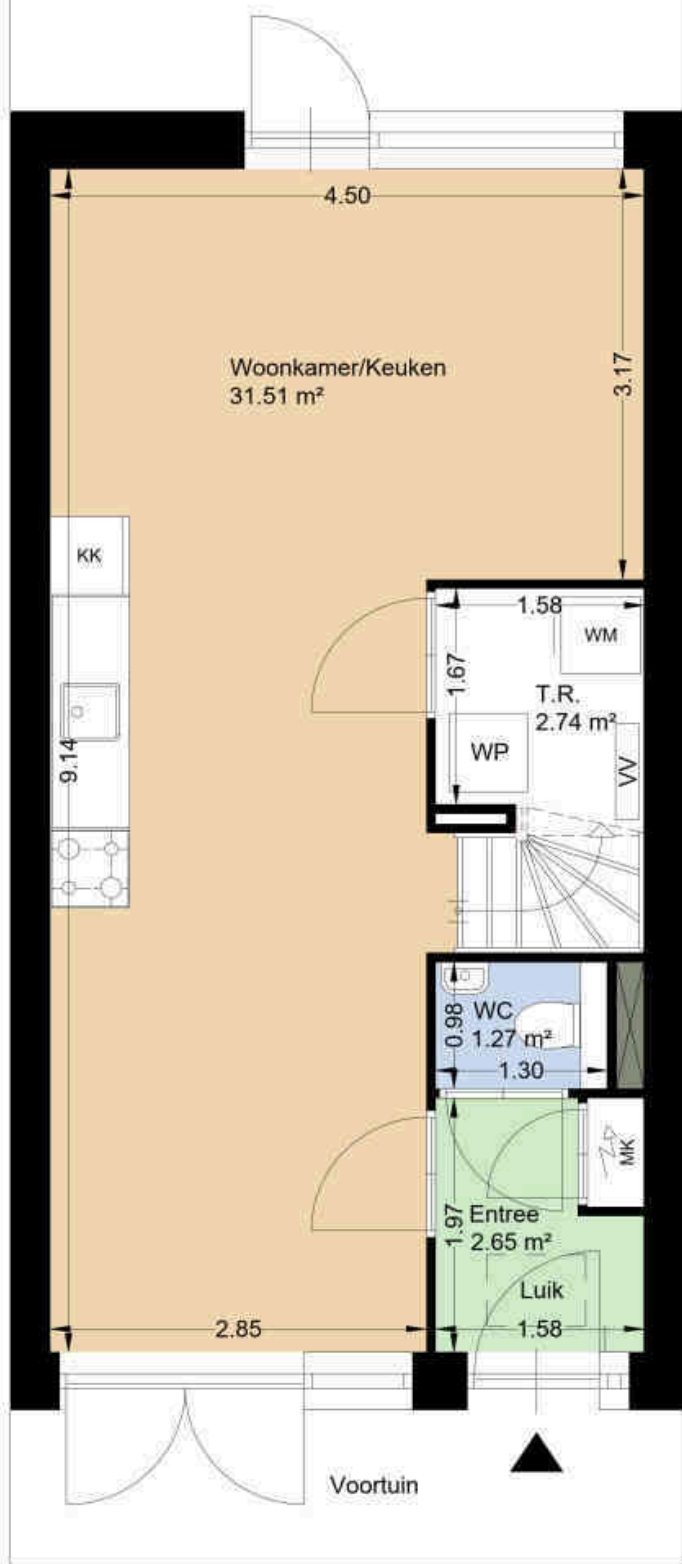 4.50
Woonkamer/Keuken
31.51 m²
3.17
KK
1.58
WM
1.67
T.R.
2.74 m²
WP
VV
9.14
WC
1.27 m²
0.98
1.30
MK
Entree
2.65 m²
1.97
Luik
2.85
1.58
Voortuin